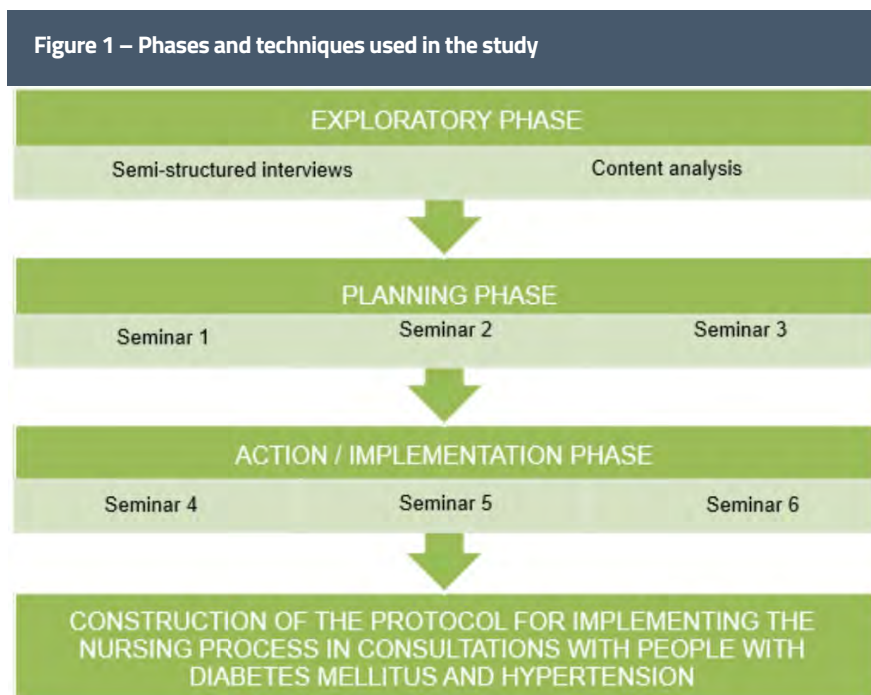 Figure 1 – Phases and techniques used in the study
EXPLORATORY PHASE
Semi-structured interviews Content analysis
PLANNING PHASE
Seminar 1 Seminar 2 Seminar 3
ACTION / IMPLEMENTATION PHASE
Seminar 4 Seminar 5 Seminar 6
CONSTRUCTION OF THE PROTOCOL FOR IMPLEMENTING THE
NURSING PROCESS IN CONSULTATIONS WITH PEOPLE WITH
DIABETES MELLITUS AND HYPERTENSION